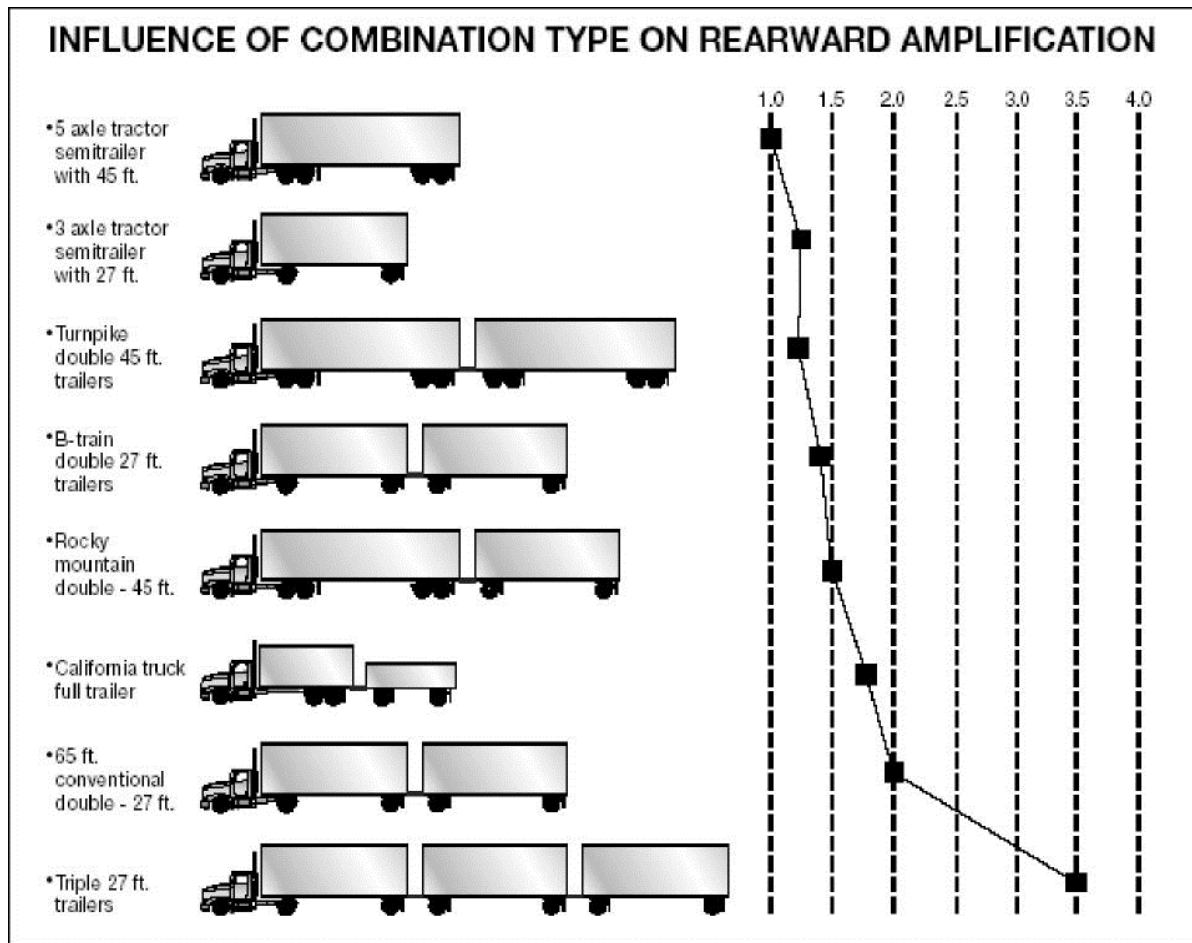 INFLUENCE OF COMBINATION TYPE ON REARWARD AMPLIFICATION
1.0 1.5 2.0 2.5 3.0 3.5 4.0
•5 axle tractor
semitrailer
with 45 ft.
•3 axle tractor
semitrailer
with 27 ft.
•Turnpike
double 45 ft.
trailers
•B-train
double 27 ft.
trailers
•Rocky
mountain
double - 45 ft.
•California truck
full trailer
•65 ft.
conventional
double - 27 ft.
•Triple 27 ft.
trailers